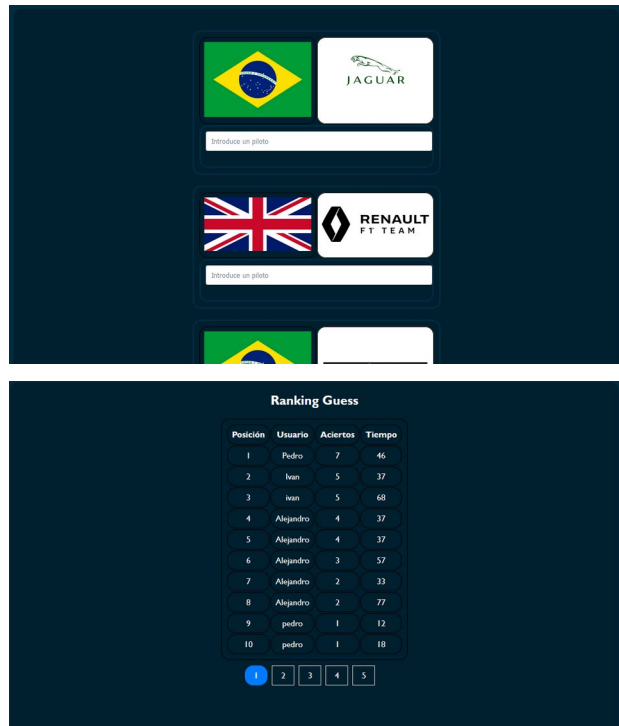 JAGUAR
Introduce un piloto
RENAULT
F1 TEAM
Introduce un piloto
Ranking Guess
Posición Usuario Aciertos Tiempo
1 Pedro 7 46
2 Ivan 5 37
3 ivan 5 68
4 Alejandro 4 37
5 Alejandro 4 37
6 Alejandro 3 57
7 Alejandro 2 33
8 Alejandro 2 77
9 pedro 1 12
10 pedro 1 18
1 2 3 4 5